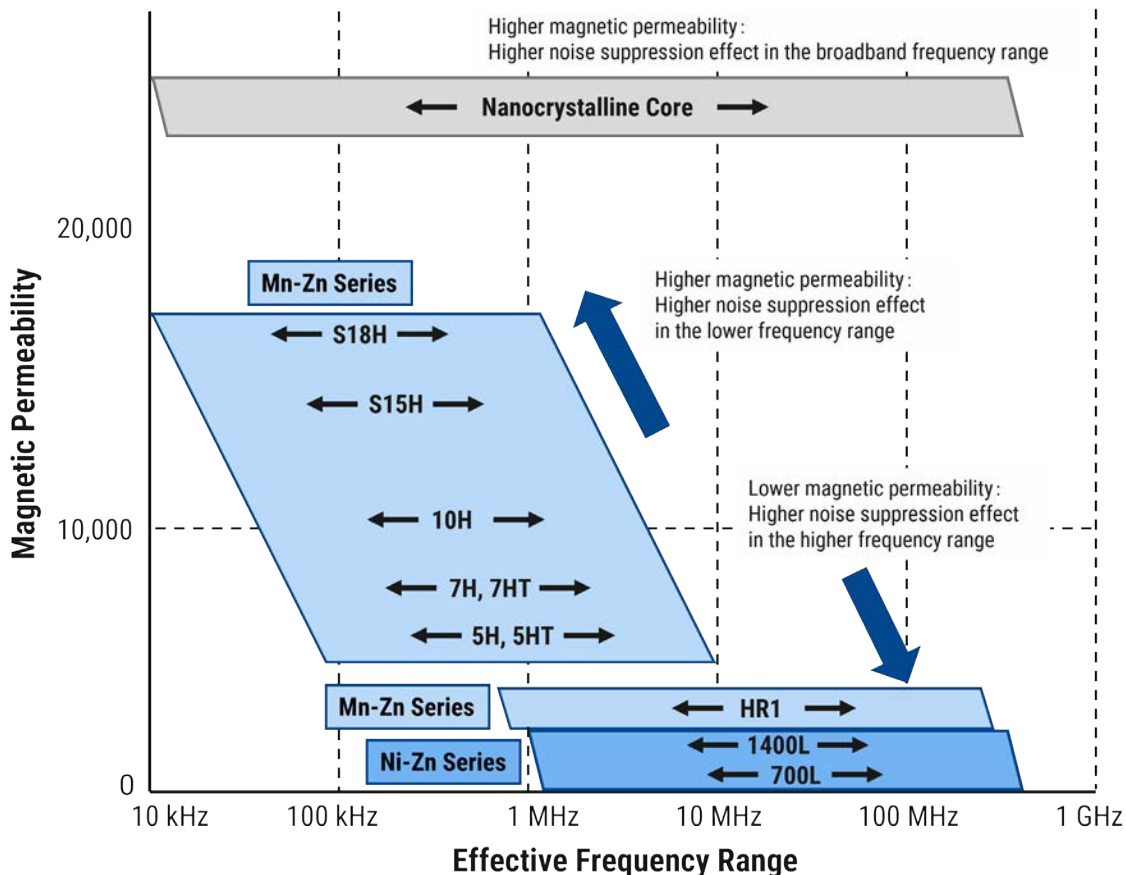 Higher magnetic permeability:
Higher noise suppression effect in the broadband frequency range
Nanocrystalline Core
Magnetic Permeability
20,000
10,000
0
Mn-Zn Series
S18H
S15H
10H
7H, 7HT
5H, 5HT
Higher magnetic permeability:
Higher noise suppression effect
in the lower frequency range
Lower magnetic permeability:
Higher noise suppression effect
in the higher frequency range
Mn-Zn Series
HR1
Ni-Zn Series
1400L
700L
10 kHz
100 kHz
1 MHz
10 MHz
100 MHz
1 GHz
Effective Frequency Range